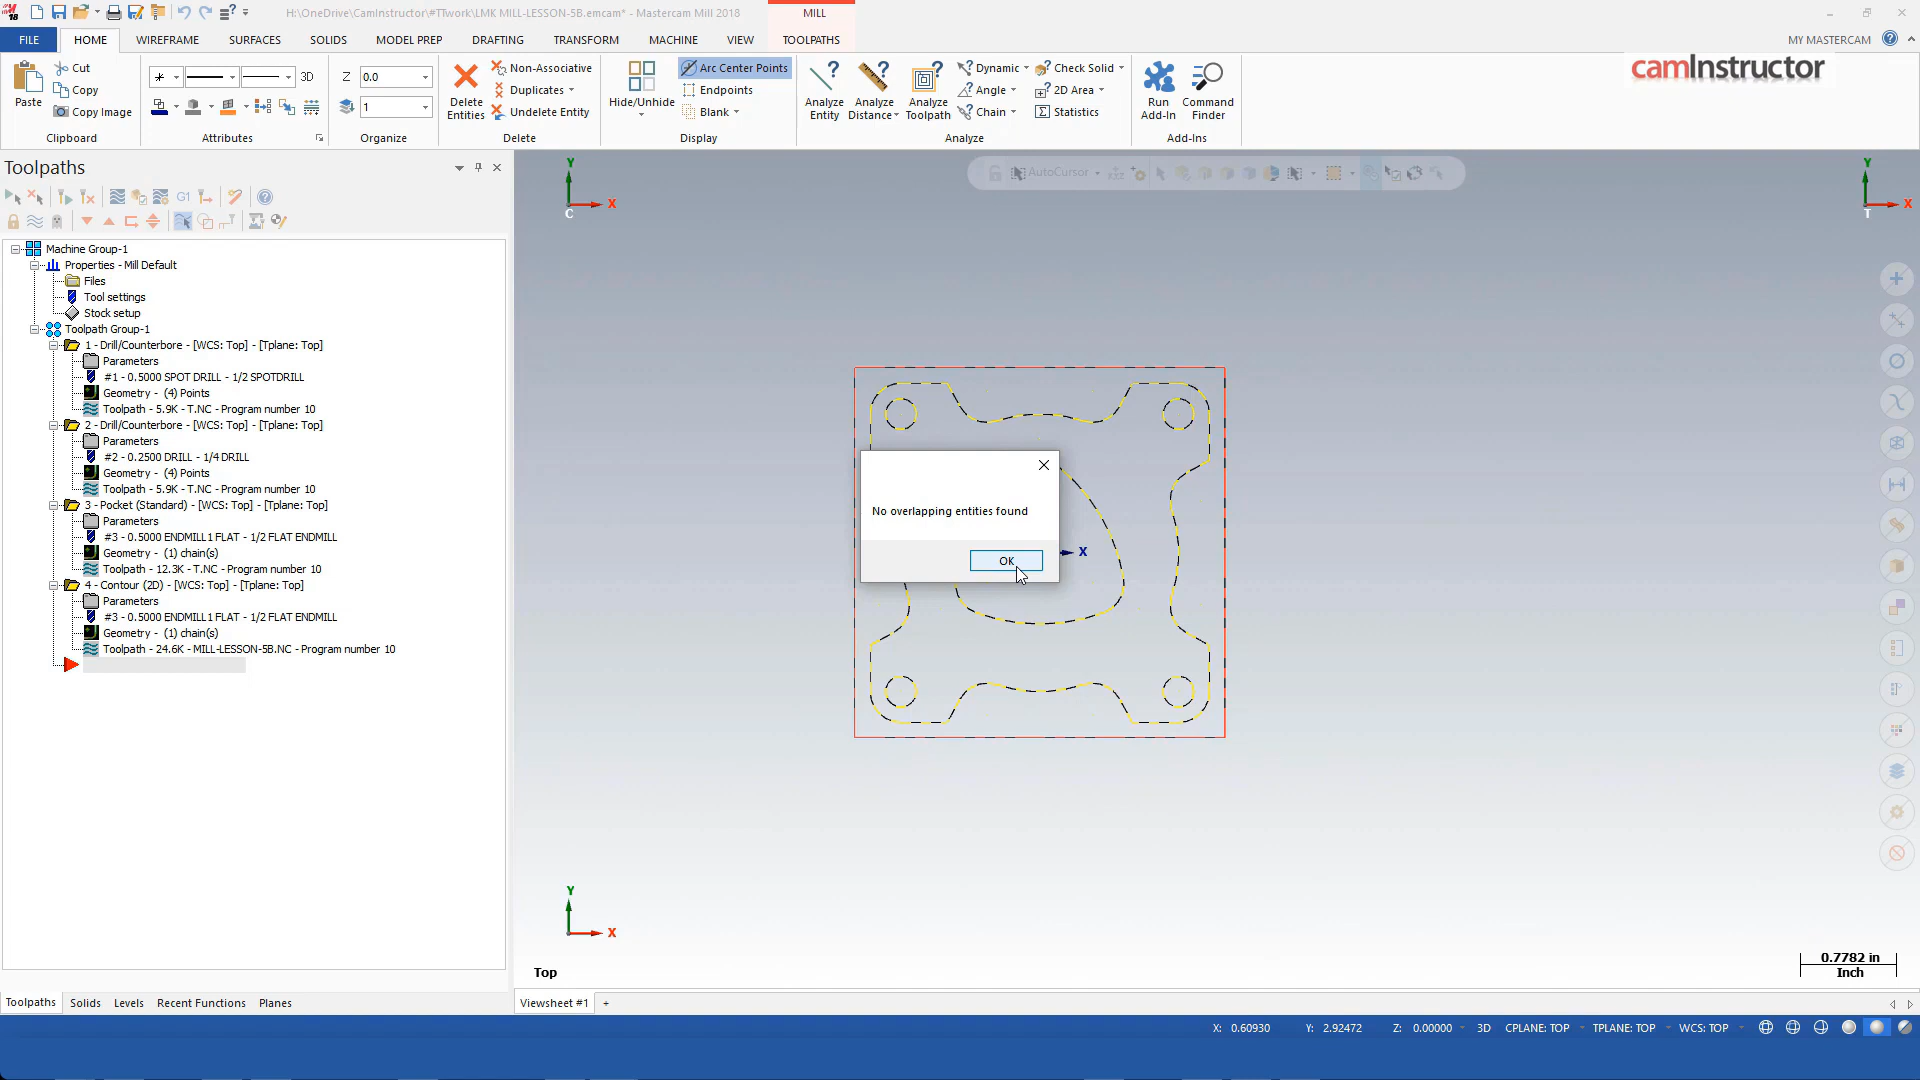 H:\OneDrive\CamInstructor\#TTwork\LMK MILL-LESSON-5B.emcam* - Mastercam Mill 2018
MILL
FILE HOME WIREFRAME SURFACES SOLIDS MODEL PREP DRAFTING TRANSFORM MACHINE VIEW TOOLPATHS
MY MASTERCAM
camInstructor
Paste
Cut
Copy
Copy Image
Clipboard
3D
Attributes
Z 0.0
1
Organize
Delete Entities
Non-Associative
Duplicates
Undelete Entity
Delete
Hide/Unhide
Arc Center Points
Endpoints
Blank
Display
Analyze Entity
Analyze Distance
Analyze Toolpath
Dynamic
Angle
Chain
Check Solid
2D Area
Statistics
Analyze
Run Add-In
Command Finder
Add-Ins
Toolpaths
G1
Machine Group-1
Properties - Mill Default
Files
Tool settings
Stock setup
Toolpath Group-1
1 - Drill/Counterbore - [WCS: Top] - [Tplane: Top]
Parameters
#1 - 0.5000 SPOT DRILL - 1/2 SPOTDRILL
Geometry - (4) Points
Toolpath - 5.9K - T.NC - Program number 10
2 - Drill/Counterbore - [WCS: Top] - [Tplane: Top]
Parameters
#2 - 0.2500 DRILL - 1/4 DRILL
Geometry - (4) Points
Toolpath - 5.9K - T.NC - Program number 10
3 - Pocket (Standard) - [WCS: Top] - [Tplane: Top]
Parameters
#3 - 0.5000 ENDMILL1 FLAT - 1/2 FLAT ENDMILL
Geometry - (1) chain(s)
Toolpath - 12.3K - T.NC - Program number 10
4 - Contour (2D) - [WCS: Top] - [Tplane: Top]
Parameters
#3 - 0.5000 ENDMILL1 FLAT - 1/2 FLAT ENDMILL
Geometry - (1) chain(s)
Toolpath - 24.6K - MILL-LESSON-5B.NC - Program number 10
AutoCursor
Y
X
C
Y
X
T
No overlapping entities found
OK
X
Y
X
Top
0.7782 in
Inch
Toolpaths Solids Levels Recent Functions Planes
Viewsheet #1 +
X: 0.60930 Y: 2.92472 Z: 0.00000 3D CPLANE: TOP TPLANE: TOP WCS: TOP